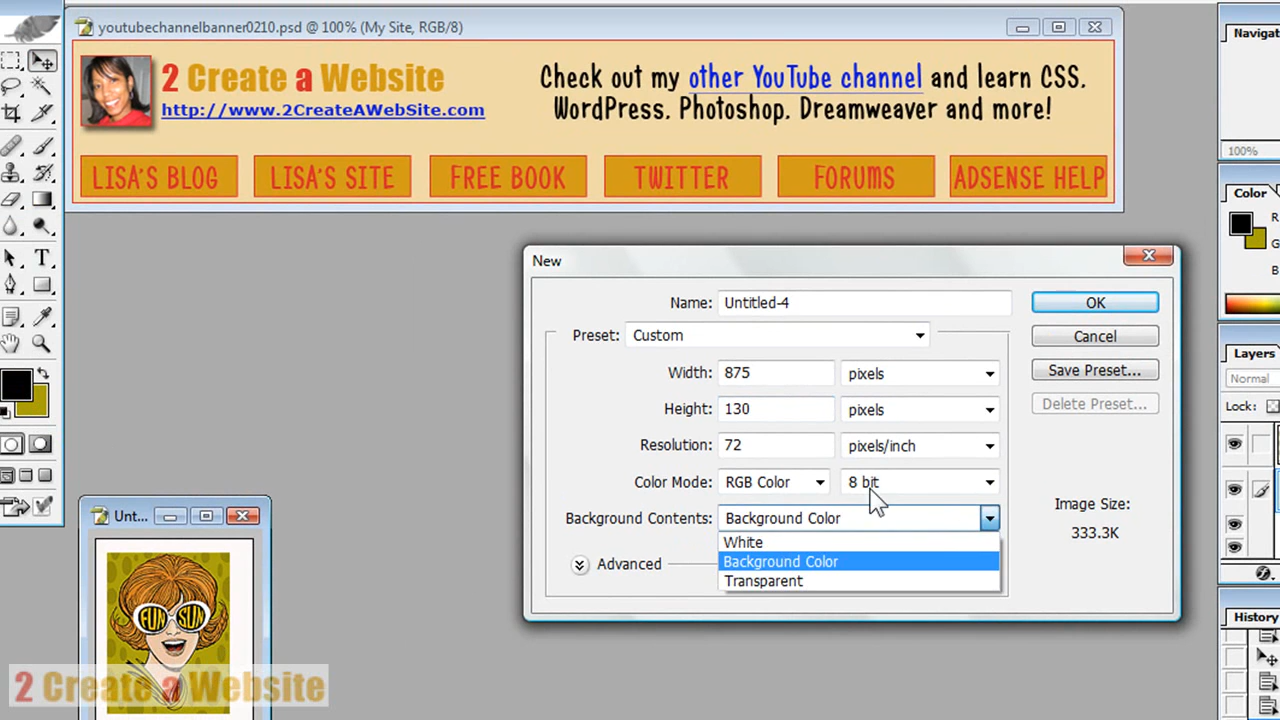 youtubechannelbanner0210.psd @ 100% (My Site, RGB/8)
2 Create a Website
http://www.2CreateAWebSite.com
Check out my other YouTube channel and learn CSS,
WordPress, Photoshop, Dreamweaver and more!
LISA'S BLOG
LISA'S SITE
FREE BOOK
TWITTER
FORUMS
ADSENSE HELP
New
Name: Untitled-4
OK
Preset: Custom
Cancel
Width: 875 pixels
Save Preset...
Height: 130 pixels
Delete Preset...
Resolution: 72 pixels/inch
Color Mode: RGB Color 8 bit
Background Contents: Background Color
White
Background Color
Transparent
Advanced
Image Size:
333.3K
Unt...
FUN SUN
2 Create a Website
Navigat
100%
Color
R
G
B
Layers
Normal
Lock:
History